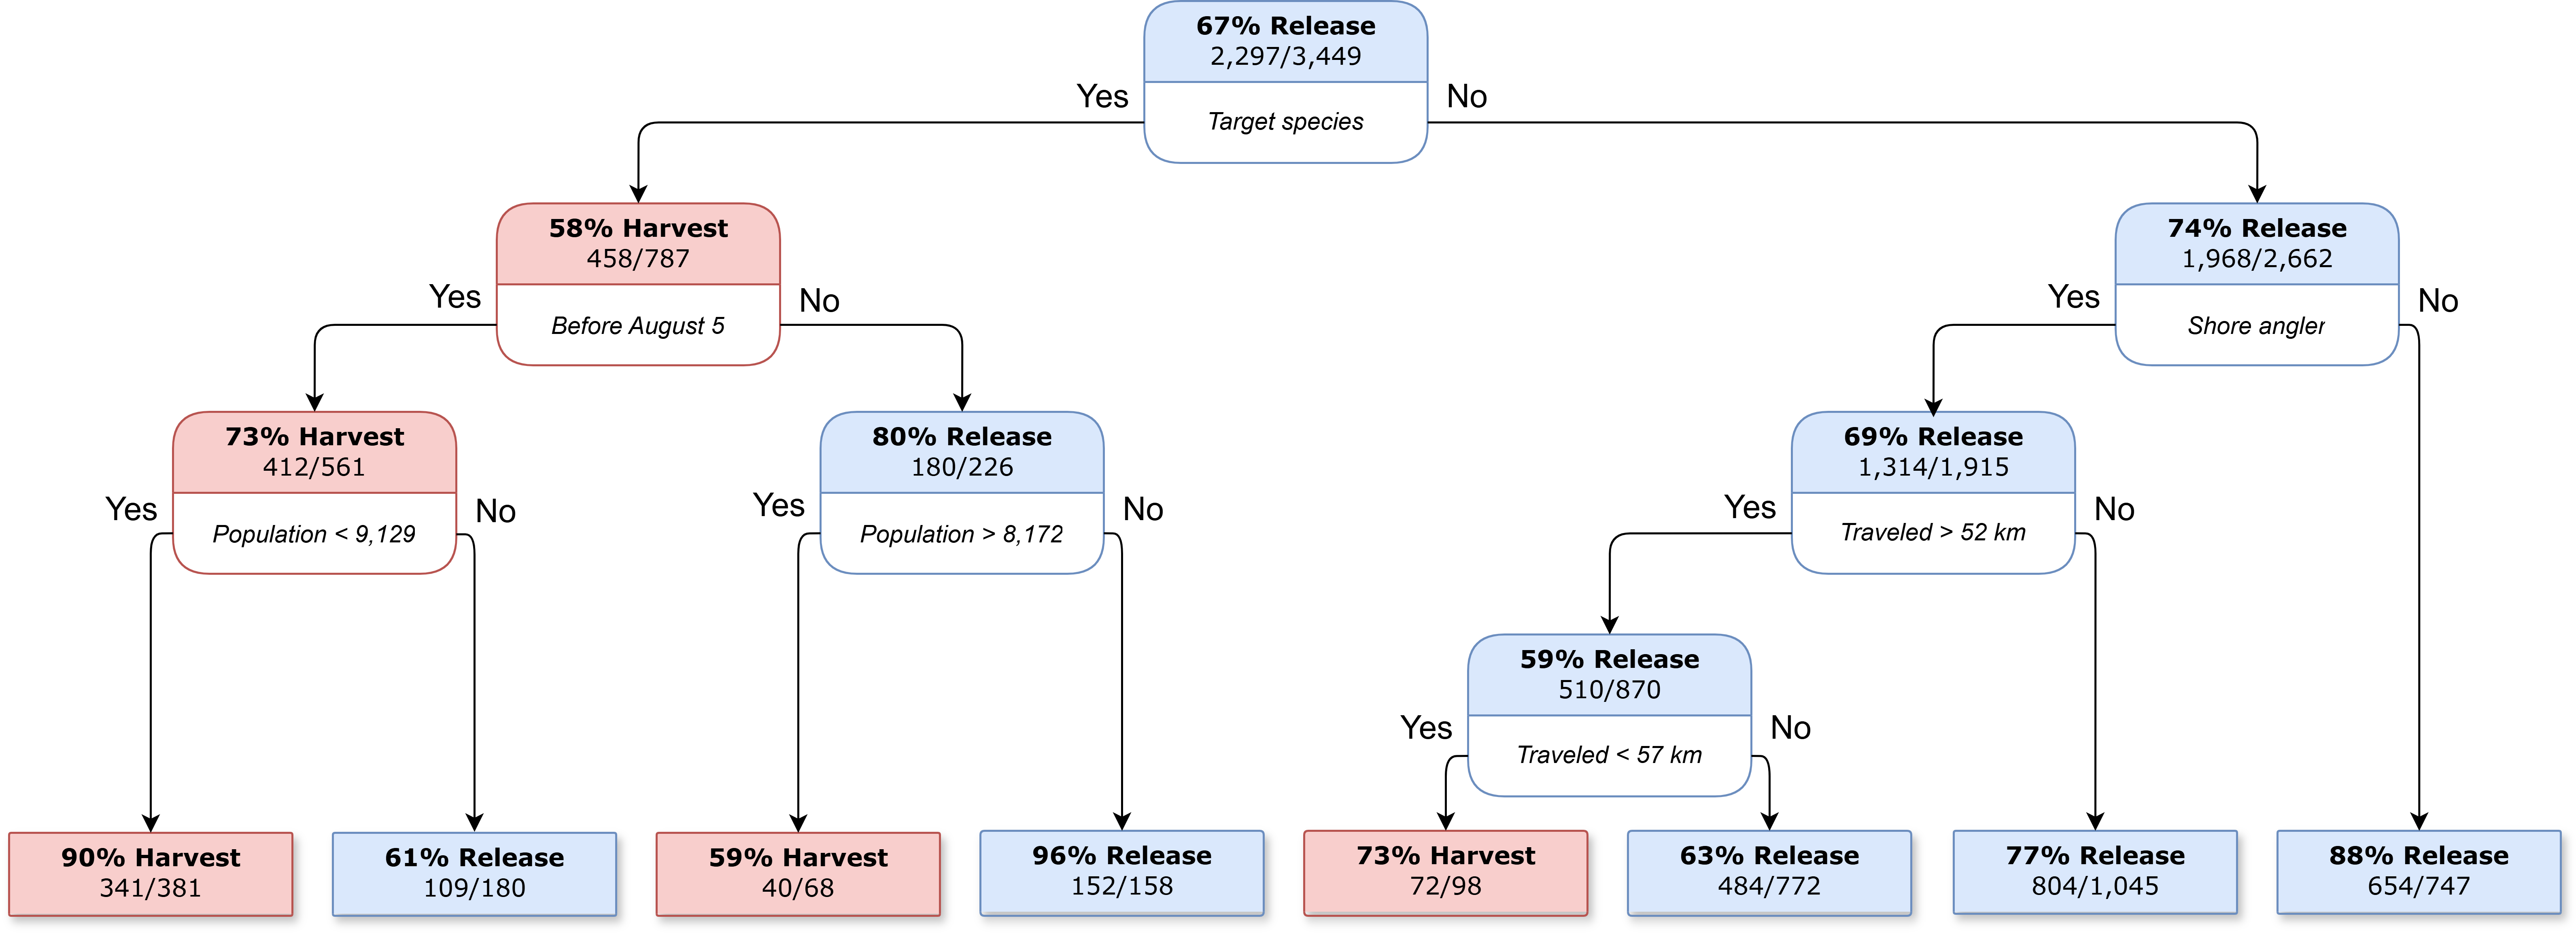 67% Release
2,297/3,449
Yes
No
Target species
58% Harvest
458/787
Yes
No
Before August 5
74% Release
1,968/2,662
Yes
No
Shore angler
73% Harvest
412/561
Yes
No
Population < 9,129
80% Release
180/226
Yes
No
Population > 8,172
69% Release
1,314/1,915
Yes
No
Traveled > 52 km
59% Release
510/870
Yes
No
Traveled < 57 km
90% Harvest
341/381
61% Release
109/180
59% Harvest
40/68
96% Release
152/158
73% Harvest
72/98
63% Release
484/772
77% Release
804/1,045
88% Release
654/747